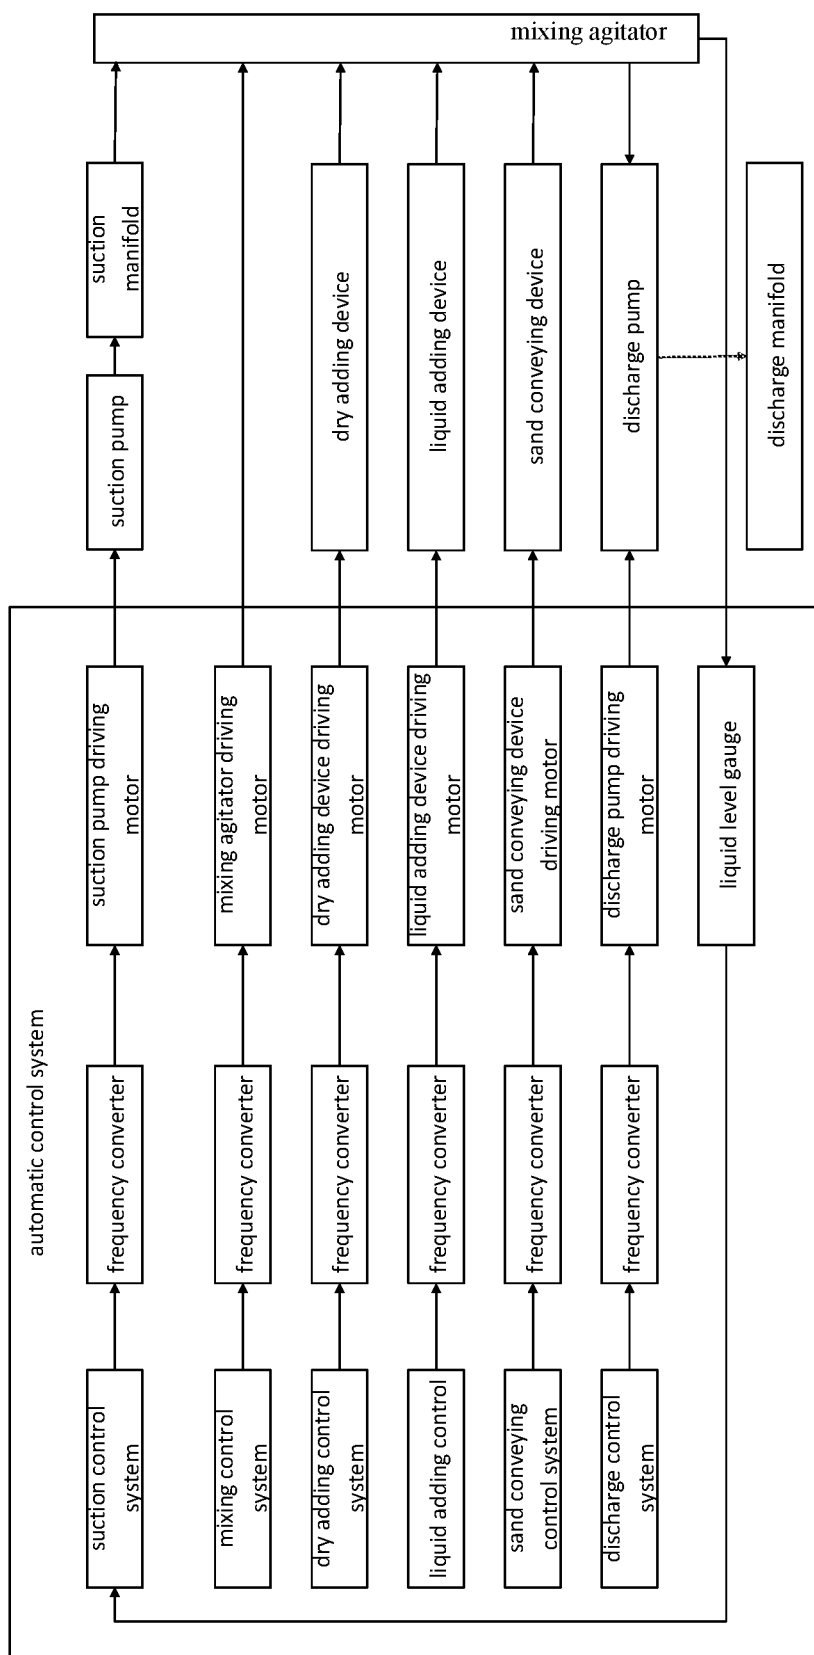 mixing agitator
suction
manifold
suction pump
dry adding device
liquid adding device
sand conveying device
discharge pump
discharge manifold
suction pump driving
motor
mixing agitator driving
motor
dry adding device driving
motor
liquid adding device driving
motor
sand conveying device
driving motor
discharge pump driving
motor
liquid level gauge
automatic control system
frequency converter
frequency converter
frequency converter
frequency converter
frequency converter
frequency converter
suction control
system
mixing control
system
dry adding control
system
liquid adding control
sand conveying
control system
discharge control
system